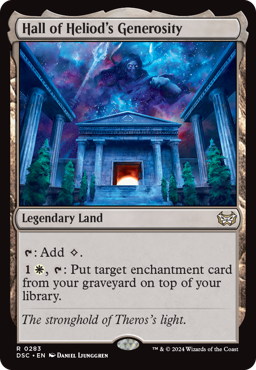 Hall of Heliod's Generosity
Legendary Land
: Add .
1 , : Put target enchantment card
from your graveyard on top of your
library.
The stronghold of Theros's light.
R 0283
DSC • EN Daniel Ljunggren
™ & © 2024 Wizards of the Coast